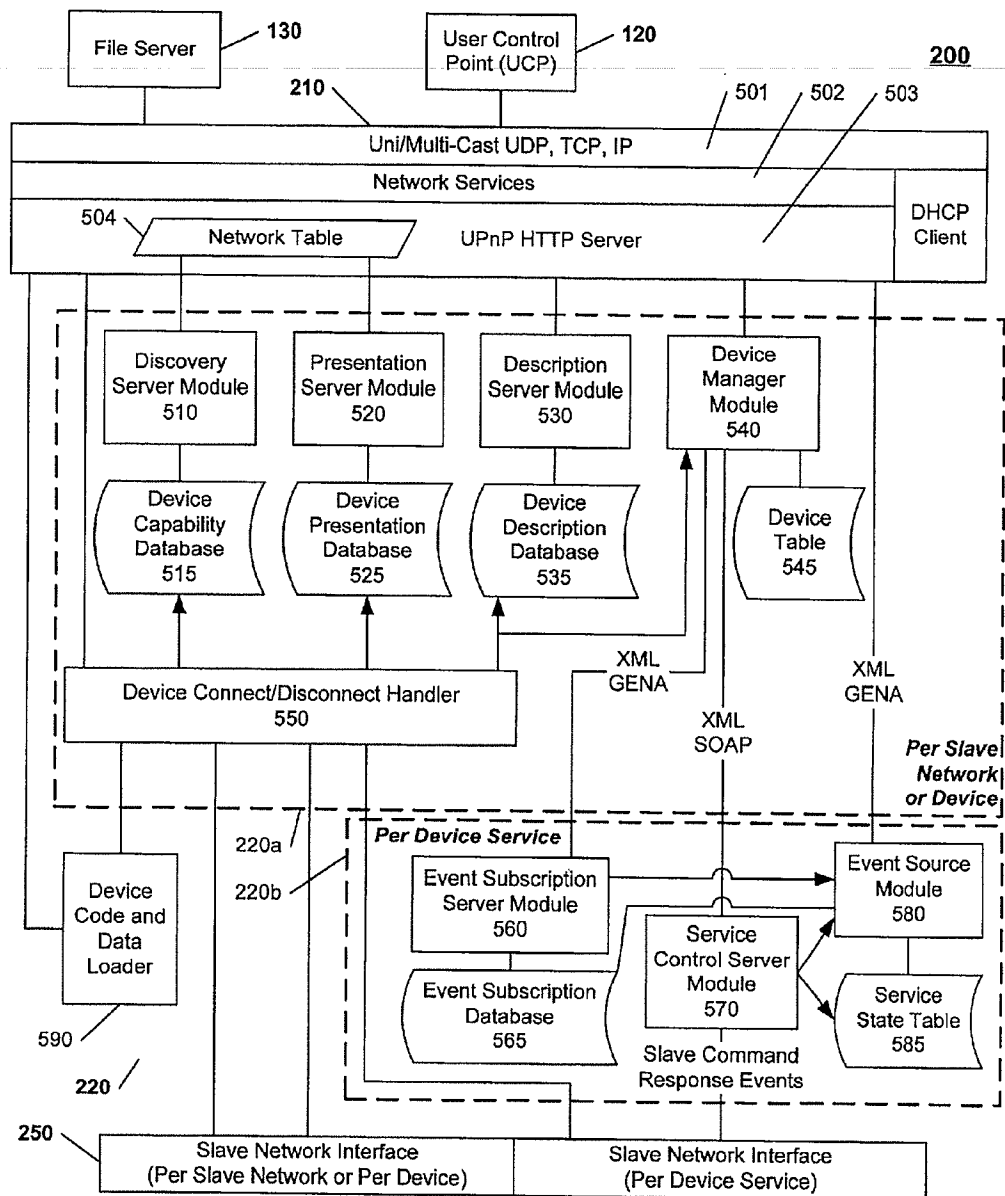 File Server
130
User Control
Point (UCP)
120
200
210
501
502
503
Uni/Multi-Cast UDP, TCP, IP
Network Services
DHCP
Client
504
Network Table
UPnP HTTP Server
Discovery
Server Module
510
Presentation
Server Module
520
Description
Server Module
530
Device
Manager
Module
540
Device
Capability
Database
515
Device
Presentation
Database
525
Device
Description
Database
535
Device
Table
545
Device Connect/Disconnect Handler
550
XML
GENA
XML
SOAP
XML
GENA
Per Slave
Network
or Device
220a
220b
Per Device Service
Device
Code and
Data
Loader
590
220
Event Subscription
Server Module
560
Event Subscription
Database
565
Service
Control Server
Module
570
Event Source
Module
580
Service
State Table
585
Slave Command
Response Events
250
Slave Network Interface
(Per Slave Network or Per Device)
Slave Network Interface
(Per Device Service)